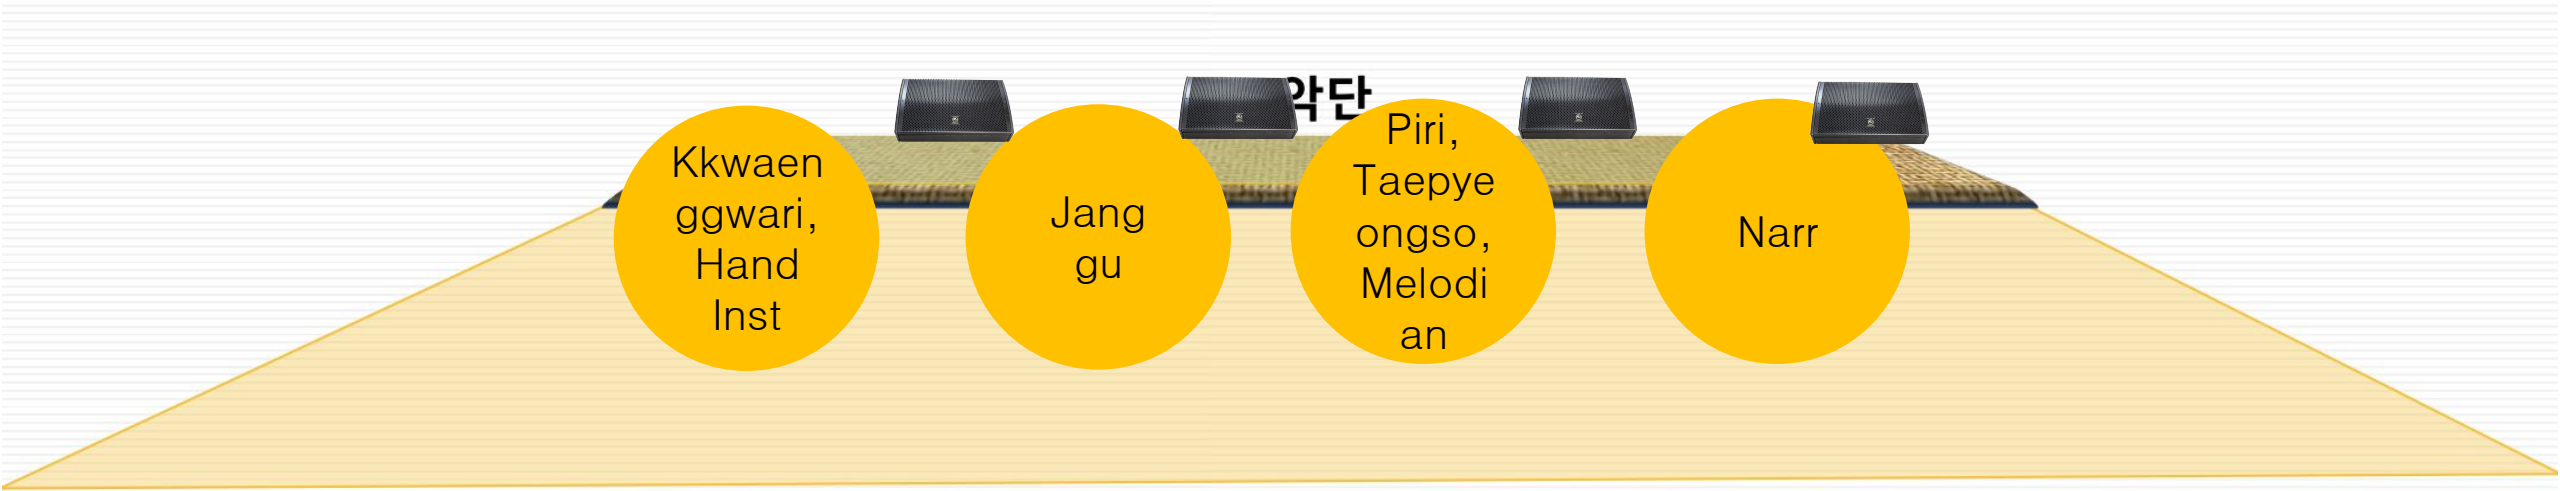 악단
Kkwaen
ggwari,
Hand
Inst
Jang
gu
Piri,
Taepye
ongso,
Melodi
an
Narr